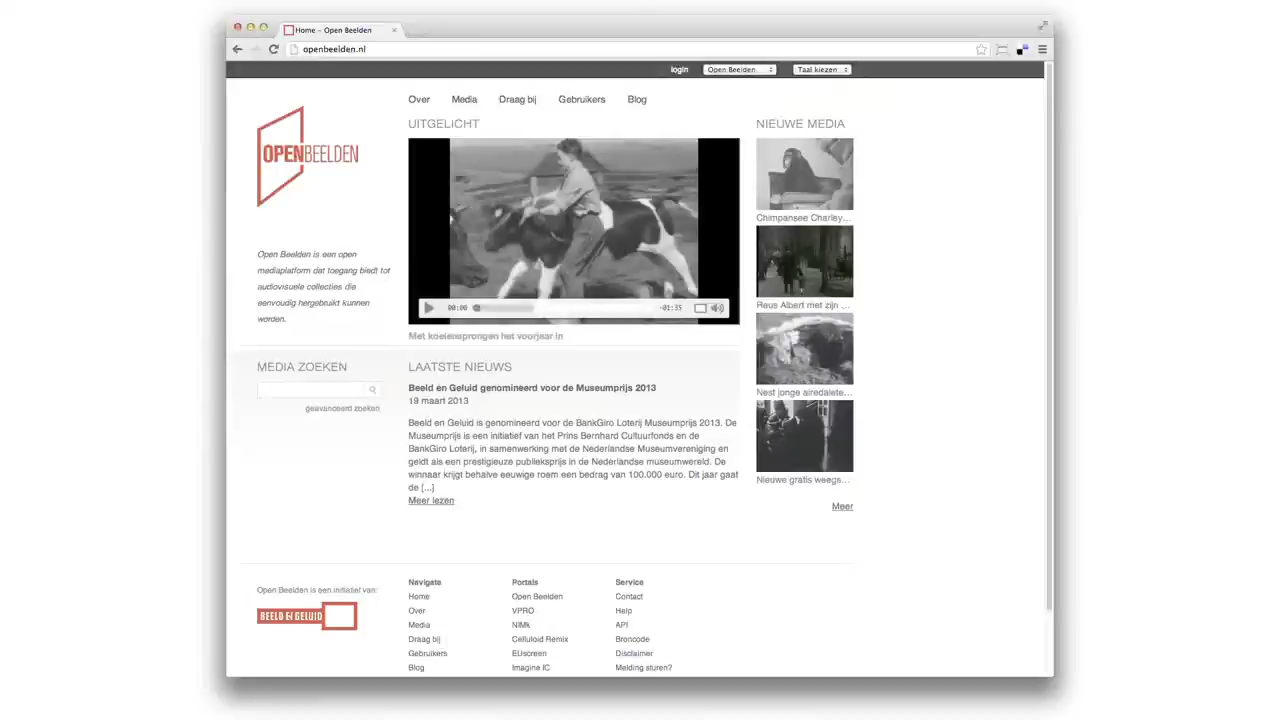 Home – Open Beelden
openbeelden.nl
login
Open Beelden
Taal kiezen
Over
Media
Draag bij
Gebruikers
Blog
OPENBEELDEN
Open Beelden is een open
mediaplatform dat toegang biedt tot
audiovisuele collecties die
eenvoudig hergebruikt kunnen
worden.
UITGELICHT
00:00
-01:35
Met koeiensprongen het voorjaar in
NIEUWE MEDIA
Chimpansee Charley...
Reus Albert met zijn ...
Nest jonge airedalete...
Nieuwe gratis weegs...
Meer
MEDIA ZOEKEN
geavanceerd zoeken
LAATSTE NIEUWS
Beeld en Geluid genomineerd voor de Museumprijs 2013
19 maart 2013
Beeld en Geluid is genomineerd voor de BankGiro Loterij Museumprijs 2013. De
Museumprijs is een initiatief van het Prins Bernhard Cultuurfonds en de
BankGiro Loterij, in samenwerking met de Nederlandse Museumvereniging en
geldt als een prestigieuze publieksprijs in de Nederlandse museumwereld. De
winnaar krijgt behalve eeuwige roem een bedrag van 100.000 euro. Dit jaar gaat
de [...]
Meer lezen
Open Beelden is een initiatief van:
BEELD EN GELUID
Navigate
Home
Over
Media
Draag bij
Gebruikers
Blog
Portals
Open Beelden
VPRO
NIMk
Celluloid Remix
EUscreen
Imagine IC
Service
Contact
Help
API
Broncode
Disclaimer
Melding sturen?